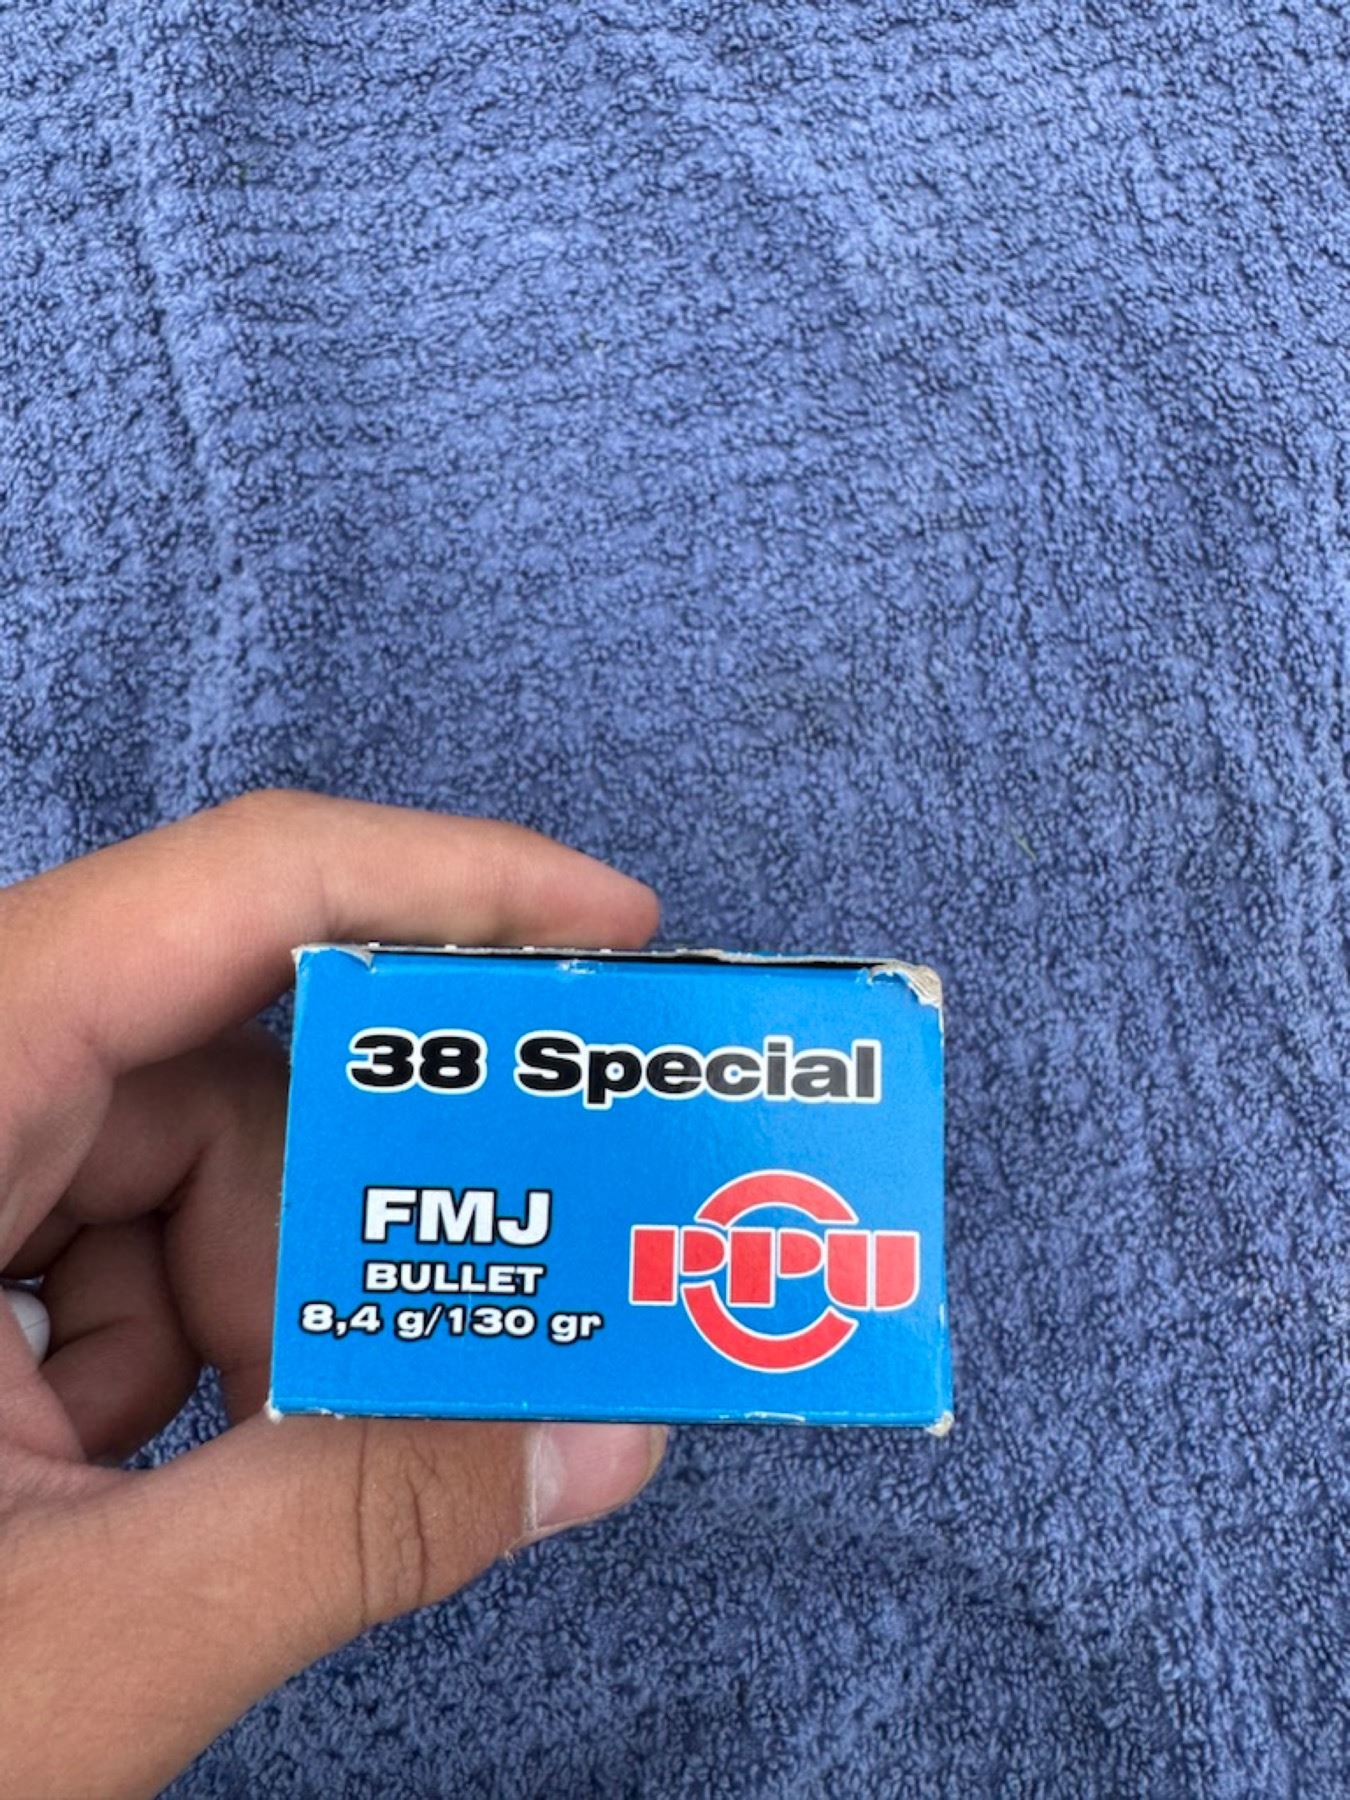 38 Special
FMJ
BULLET
8,4 g/130 gr
PPU